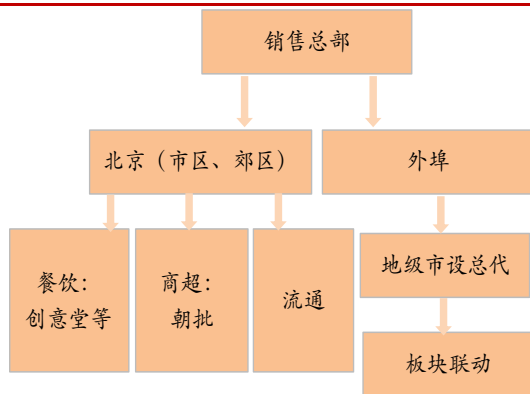 销售总部
北京（市区、郊区）
外埠
餐饮：
创意堂等
商超：
朝批
流通
地级市设总代
板块联动